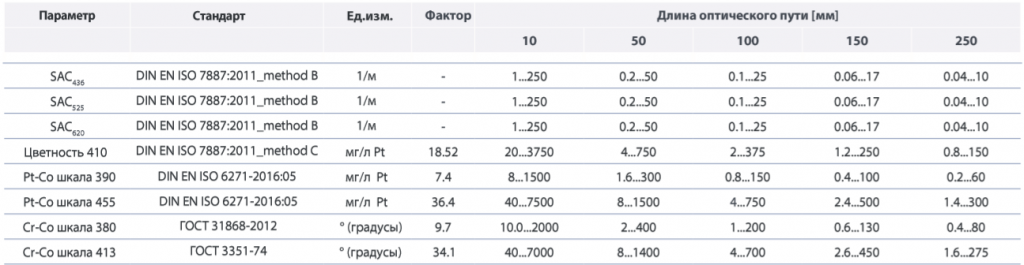 Параметр Стандарт Ед.изм. Фактор Длина оптического пути [мм]
10 50 100 150 250
SAC436 DIN EN ISO 7887:2011_method B 1/м - 1...250 0.2...50 0.1...25 0.06...17 0.04...10
SAC525 DIN EN ISO 7887:2011_method B 1/м - 1...250 0.2...50 0.1...25 0.06...17 0.04...10
SAC620 DIN EN ISO 7887:2011_method B 1/м - 1...250 0.2...50 0.1...25 0.06...17 0.04...10
Цветность 410 DIN EN ISO 7887:2011_method C мг/л Pt 18.52 20...3750 4...750 2...375 1.2...250 0.8...150
Pt-Co шкала 390 DIN EN ISO 6271-2016:05 мг/л Pt 7.4 8...1500 1.6...300 0.8...150 0.4...100 0.2...60
Pt-Co шкала 455 DIN EN ISO 6271-2016:05 мг/л Pt 36.4 40...7500 8...1500 4...750 2.4...500 1.4...300
Cr-Co шкала 380 ГОСТ 31868-2012 ° (градусы) 9.7 10.0...2000 2...400 1...200 0.6...130 0.4...80
Cr-Co шкала 413 ГОСТ 3351-74 ° (градусы) 34.1 40...7000 8...1400 4...700 2.6...450 1.6...275